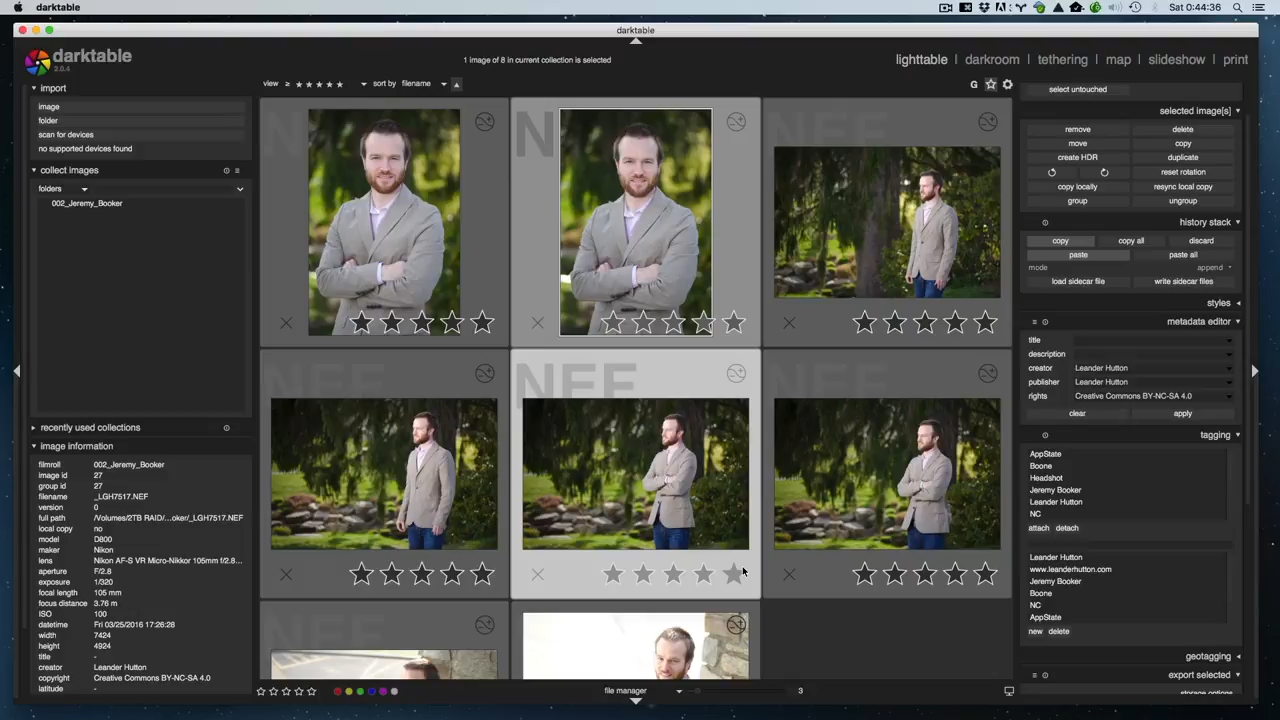 darktable
Sat 0:44:36
darktable
darktable
2.0.4
1 image of 8 in current collection is selected
lighttable | darkroom | tethering | map | slideshow | print
import
image
folder
scan for devices
no supported devices found
collect images
folders
002_Jeremy_Booker
recently used collections
image information
filmroll 002_Jeremy_Booker
image id 27
group id 27
filename _LGH7517.NEF
version 0
full path /Volumes/2TB RAID/...oker/_LGH7517.NEF
local copy no
model D800
maker Nikon
lens Nikon AF-S VR Micro-Nikkor 105mm f/2.8...
aperture F/2.8
exposure 1/320
focal length 105 mm
focus distance 3.76 m
ISO 100
datetime Fri 03/25/2016 17:26:28
width 7424
height 4924
title -
creator Leander Hutton
copyright Creative Commons BY-NC-SA 4.0
latitude -
view ≥ sort by filename
G
NEF
NEF
NEF
file manager 3
select untouched
selected image[s]
remove delete
move copy
create HDR duplicate
reset rotation
copy locally resync local copy
group ungroup
history stack
copy copy all discard
paste paste all
mode append
load sidecar file write sidecar files
styles
metadata editor
title
description
creator Leander Hutton
publisher Leander Hutton
rights Creative Commons BY-NC-SA 4.0
clear apply
tagging
AppState
Boone
Headshot
Jeremy Booker
Leander Hutton
NC
attach detach
Leander Hutton
www.leanderhutton.com
Jeremy Booker
Boone
NC
AppState
new delete
geotagging
export selected
storage options